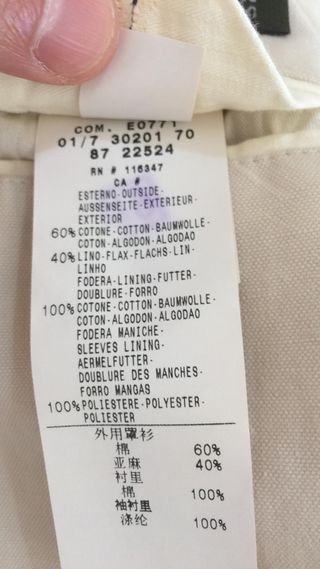 COM. E0771
01/7 30201 70
87 22524
RN # 116347
CA #
ESTERNO-OUTSIDE-
AUSSENSEITE-EXTERIEUR-
EXTERIOR
60% COTONE-COTTON-BAUMWOLLE-
COTON-ALGODON-ALGODAO
40% LINO-FLAX-FLACHS-LIN-
LINHO
FODERA-LINING-FUTTER-
DOUBLURE-FORRO
100% COTONE-COTTON-BAUMWOLLE-
COTON-ALGODON-ALGODAO
FODERA MANICHE-
SLEEVES LINING-
AERMELFUTTER-
DOUBLURE DES MANCHES-
FORRO MANGAS
100% POLIESTERE-POLYESTER-
POLIESTER
外用罩衫
棉 60%
亚麻 40%
衬里
棉 100%
袖衬里
涤纶 100%